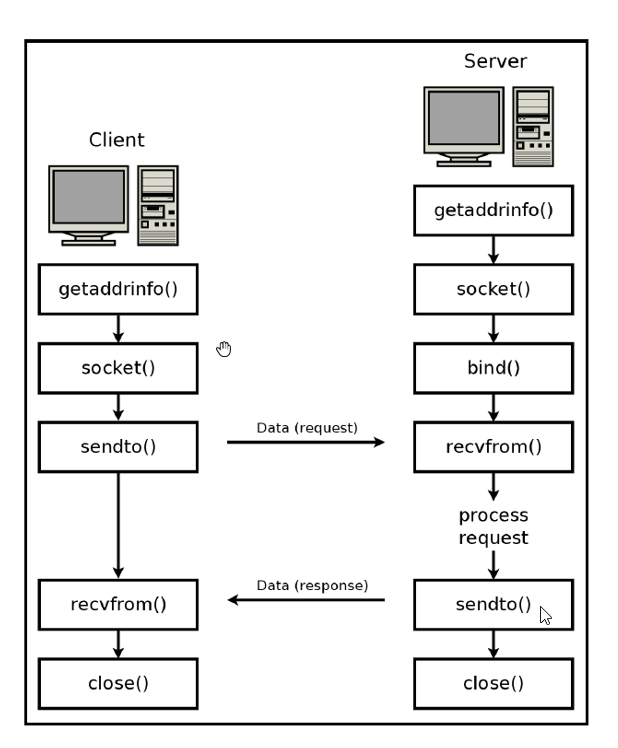 Server
Client
getaddrinfo()
getaddrinfo()
socket()
socket()
bind()
sendto()
Data (request)
recvfrom()
process
request
recvfrom()
Data (response)
sendto()
close()
close()